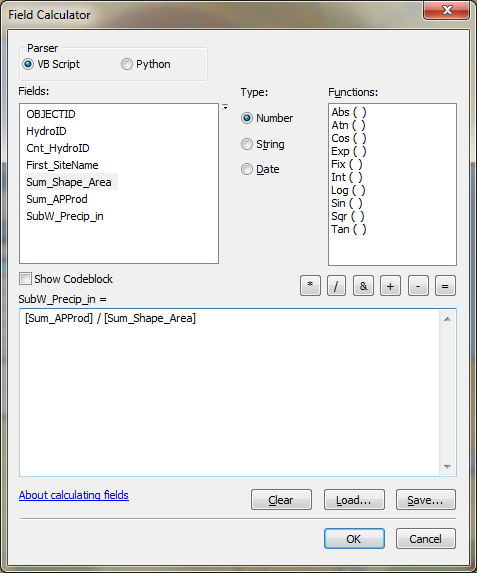 Field Calculator
Parser
VB Script
Python
Fields:
Type:
Functions:
OBJECTID
HydroID
Cnt_HydroID
First_SiteName
Sum_Shape_Area
Sum_APProd
SubW_Precip_in
Number
String
Date
Abs ( )
Atn ( )
Cos ( )
Exp ( )
Fix ( )
Int ( )
Log ( )
Sin ( )
Sqr ( )
Tan ( )
Show Codeblock
* / & + - =
SubW_Precip_in =
[Sum_APProd] / [Sum_Shape_Area]
About calculating fields
Clear
Load...
Save...
OK
Cancel